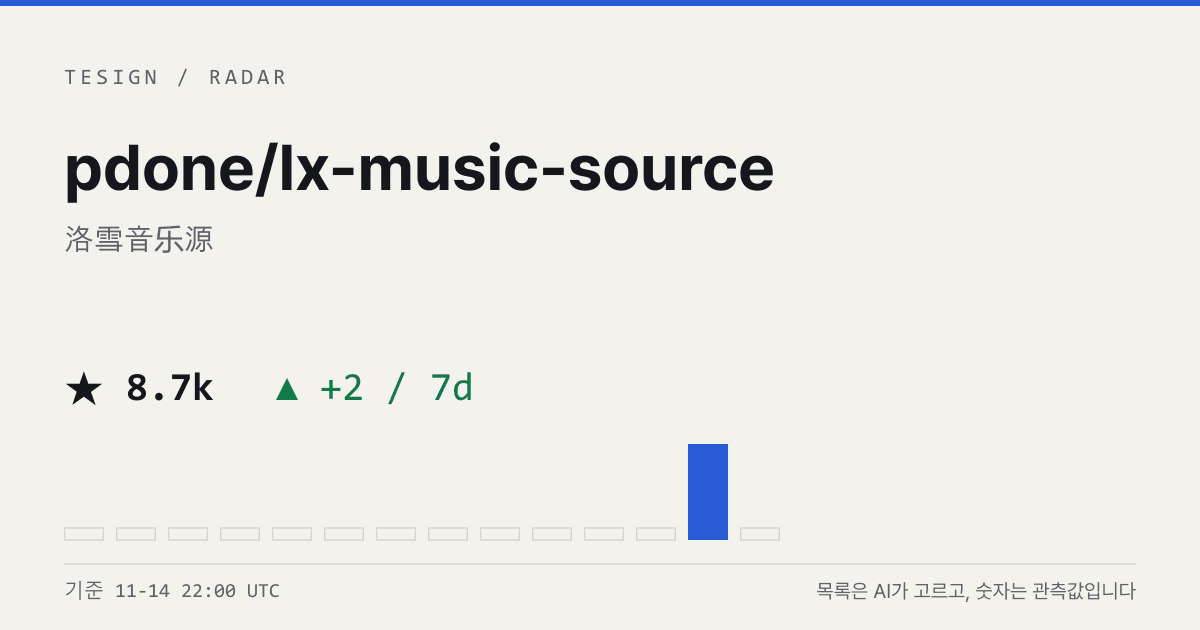 TESIGN / RADAR
pdone/lx-music-source
洛雪音乐源
★ 8.7k ▲ +2 / 7d
기준 11-14 22:00 UTC
목록은 AI가 고르고, 숫자는 관측값입니다